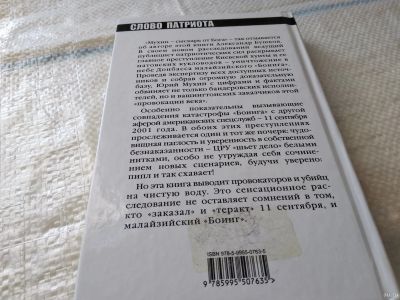 СЛОВО ПАТРИОТА
«Мухин – снайпер от Бога» – так отзывается
об авторе этой книги Александр Бушков.
В своем новом расследовании ведущий
публицист патриотических сил раскрывает
главное преступление Киевской хунты и
натовских кукловодов – уничтожение в
небе Донбасса малайзийского «Боинга».
Проведя экспертизу всех доступных источ-
ников и собрав огромную доказательную
базу, Юрий Мухин с цифрами и фактами
обвиняет не только бандеровских исполни-
телей, но и вашингтонских заказчиков этой
«провокации века».
Особенно показательны вызывающие
совпадения катастрофы «Боинга» с другой
аферой американских спецслужб – 11 сентября
2001 года. В обоих этих преступлениях
прослеживается один и тот же почерк: чудо-
вищная наглость и уверенность в собственной
безнаказанности – ЦРУ «шьет дело» белыми
нитками, особо не утруждая себя сочине-
нием новых сценариев, будучи уверено:
пипл и так схавает!
Но эта книга выводит провокаторов и убийц
на чистую воду. Это сенсационное рас-
следование не оставляет сомнений в том,
кто «заказал» и «теракт» 11 сентября, и
малайзийский «Боинг».
ISBN 978-5-9955-0763-5
9 785995 507635